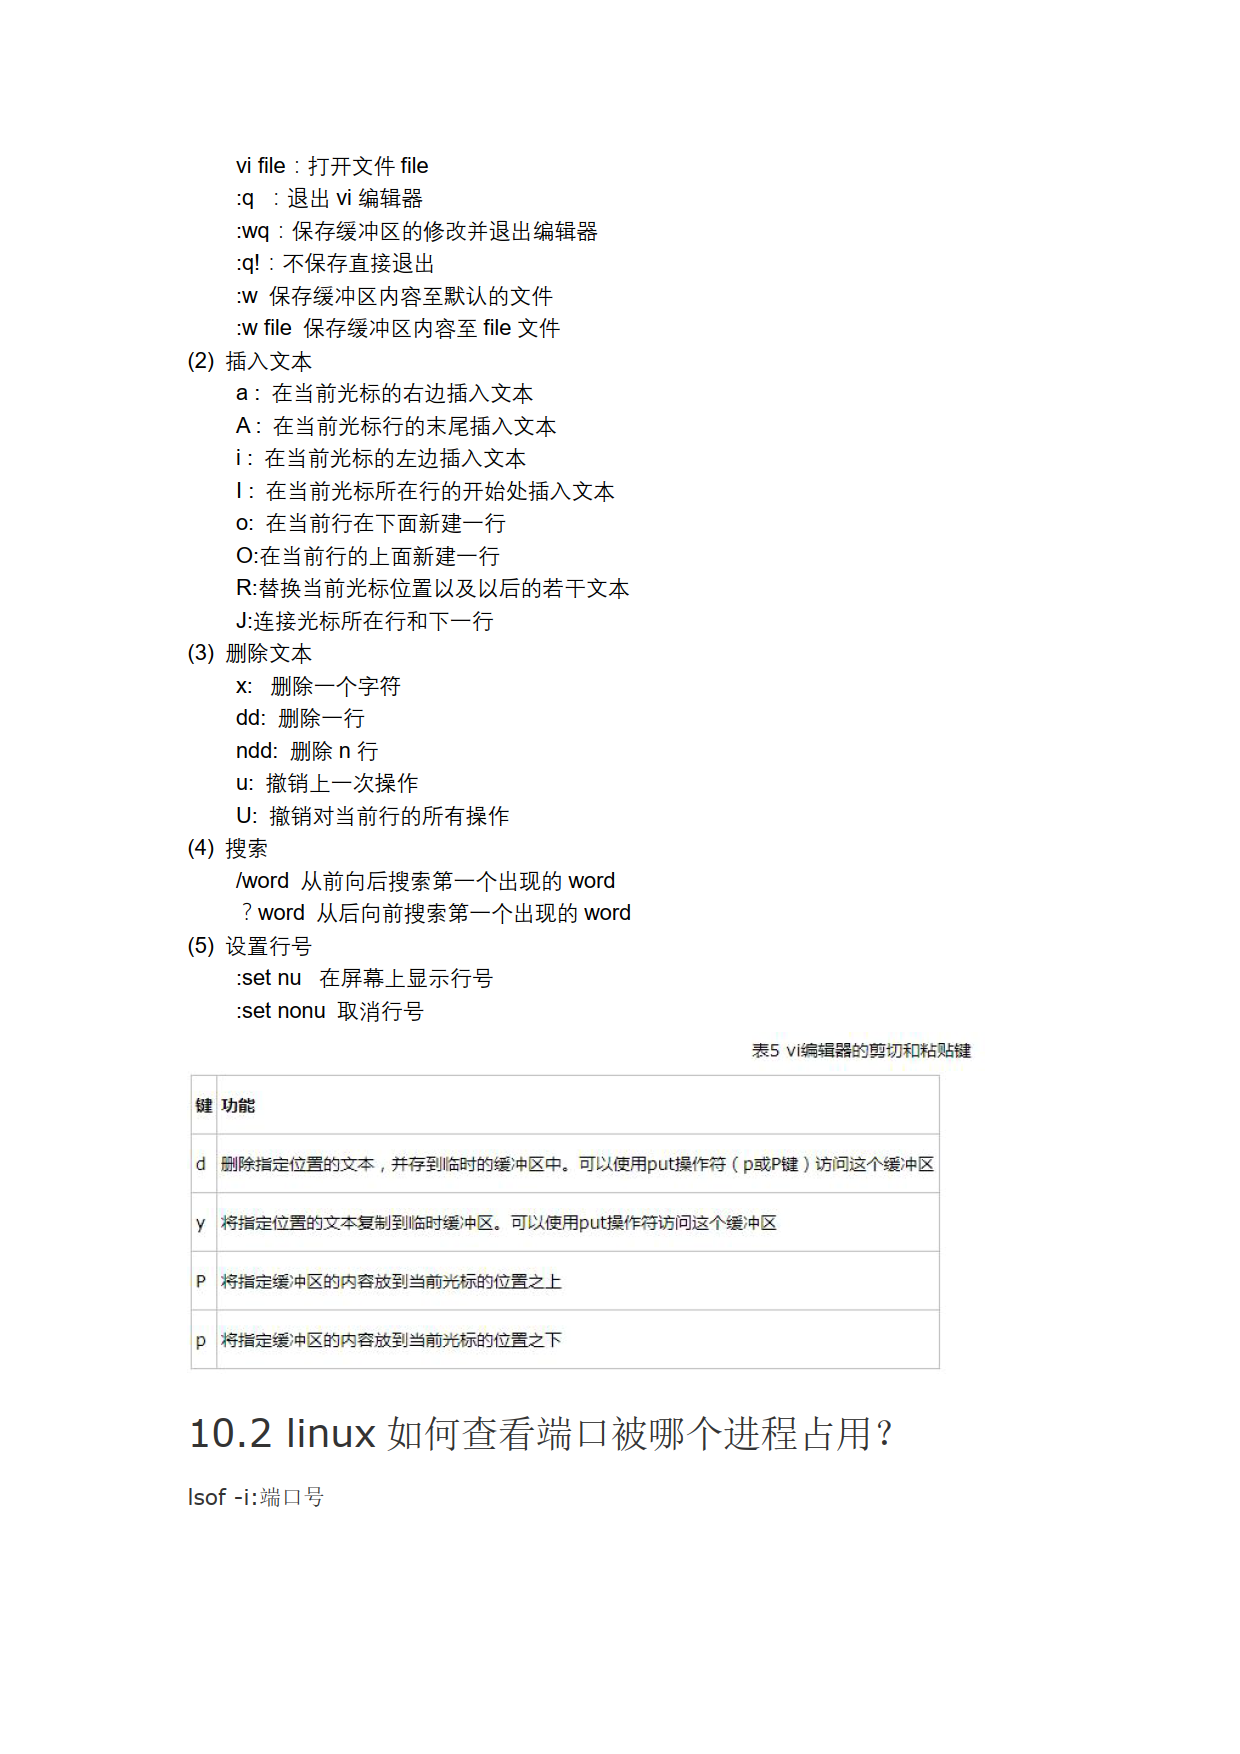 vi file：打开文件 file
:q ：退出 vi 编辑器
:wq：保存缓冲区的修改并退出编辑器
:q!：不保存直接退出
:w 保存缓冲区内容至默认的文件
:w file 保存缓冲区内容至 file 文件
(2) 插入文本
a : 在当前光标的右边插入文本
A : 在当前光标行的末尾插入文本
i : 在当前光标的左边插入文本
I : 在当前光标所在行的开始处插入文本
o: 在当前行在下面新建一行
O:在当前行的上面新建一行
R:替换当前光标位置以及以后的若干文本
J:连接光标所在行和下一行
(3) 删除文本
x: 删除一个字符
dd: 删除一行
ndd: 删除 n 行
u: 撤销上一次操作
U: 撤销对当前行的所有操作
(4) 搜索
/word 从前向后搜索第一个出现的 word
？word 从后向前搜索第一个出现的 word
(5) 设置行号
:set nu 在屏幕上显示行号
:set nonu 取消行号
表5 vi编辑器的剪切和粘贴键
键 功能
d 删除指定位置的文本，并存到临时的缓冲区中。可以使用put操作符（p或P键）访问这个缓冲区
y 将指定位置的文本复制到临时缓冲区。可以使用put操作符访问这个缓冲区
P 将指定缓冲区的内容放到当前光标的位置之上
p 将指定缓冲区的内容放到当前光标的位置之下
10.2 linux 如何查看端口被哪个进程占用？
lsof -i:端口号